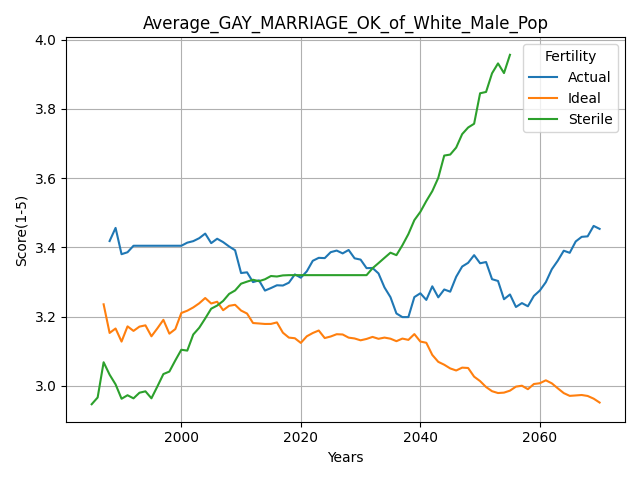 Average_GAY_MARRIAGE_OK_of_White_Male_Pop
Fertility
Actual
Ideal
Sterile
Score(1-5)
4.0
3.8
3.6
3.4
3.2
3.0
2000
2020
2040
2060
Years